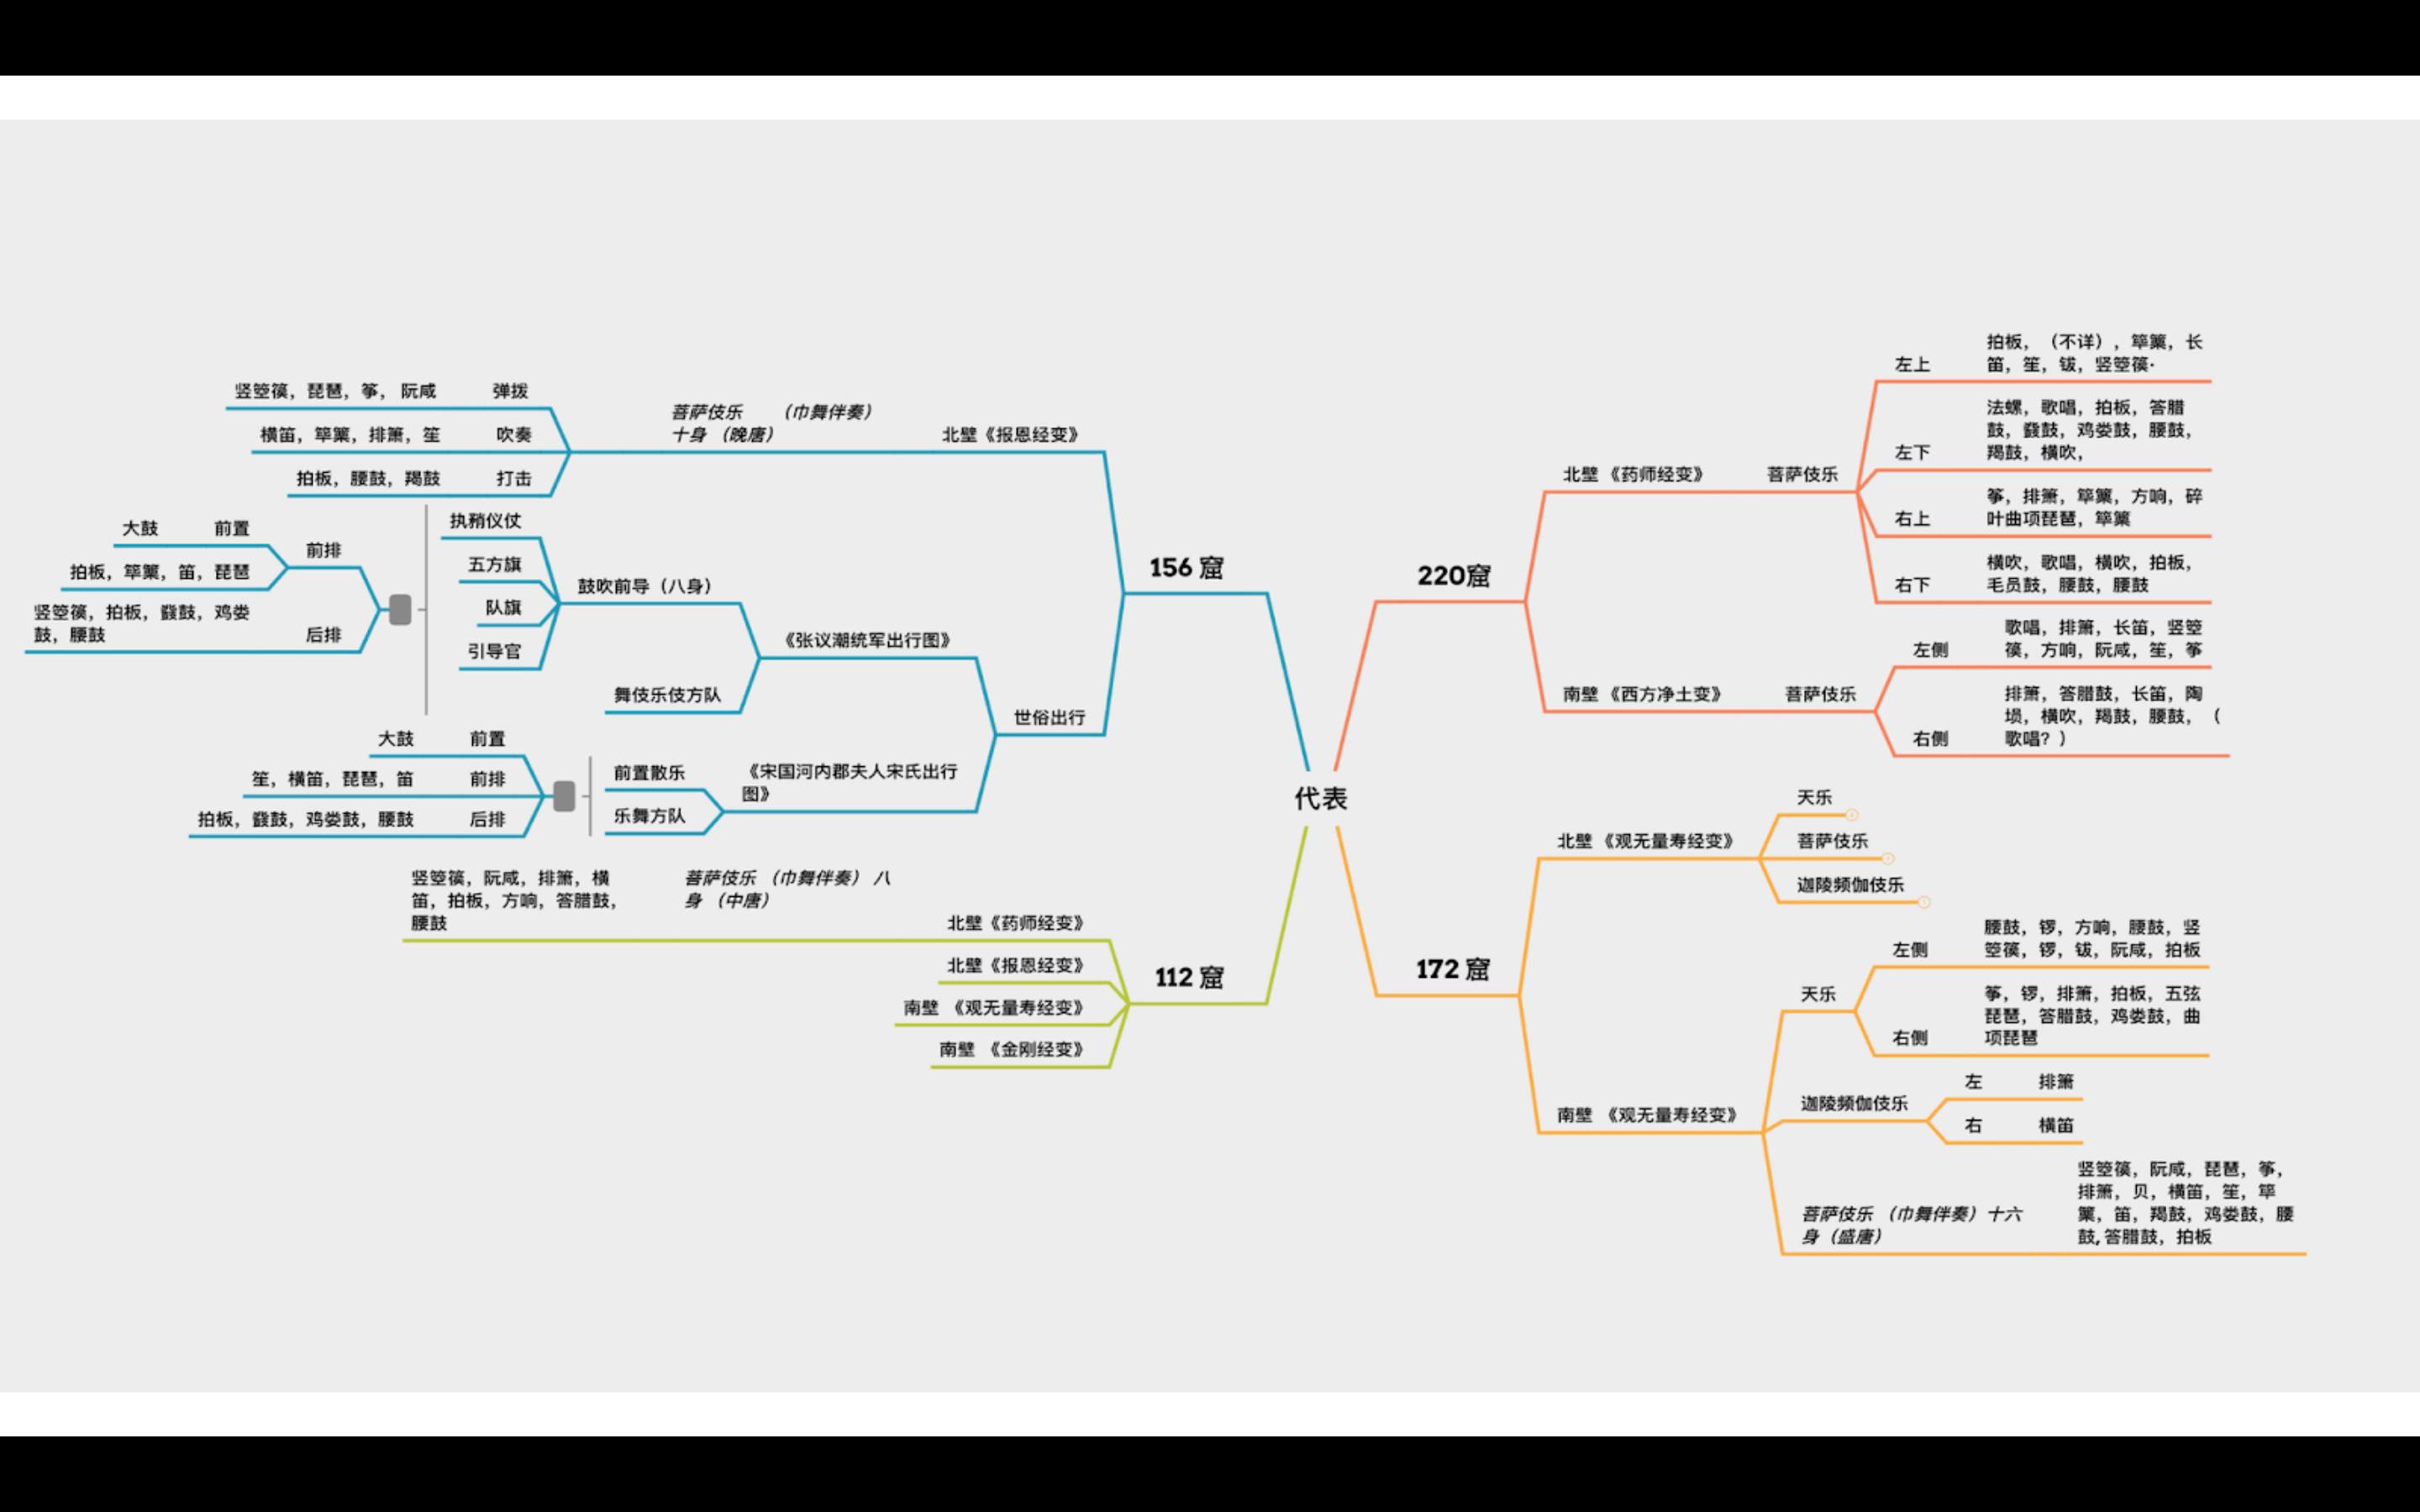 代表
156 窟
北壁《报恩经变》
菩萨伎乐 （巾舞伴奏）
十身 （晚唐）
弹拨
竖箜篌，琵琶，筝， 阮咸
吹奏
横笛，筚篥，排箫，笙
打击
拍板，腰鼓，羯鼓
世俗出行
《张议潮统军出行图》
鼓吹前导（八身）
执矟仪仗
五方旗
队旗
引导官
舞伎乐伎方队
前排
前置
大鼓
拍板，筚篥，笛，琵琶
后排
竖箜篌，拍板，鼗鼓，鸡娄
鼓，腰鼓
《宋国河内郡夫人宋氏出行
图》
前置散乐
乐舞方队
前置
大鼓
前排
笙，横笛，琵琶，笛
后排
拍板，鼗鼓，鸡娄鼓，腰鼓
112 窟
北壁《药师经变》
菩萨伎乐 （巾舞伴奏） 八
身 （中唐）
竖箜篌，阮咸，排箫，横
笛，拍板，方响，答腊鼓，
腰鼓
北壁《报恩经变》
南壁 《观无量寿经变》
南壁 《金刚经变》
220窟
北壁 《药师经变》
菩萨伎乐
左上
拍板，（不详），筚篥，长
笛，笙，钹，竖箜篌·
左下
法螺，歌唱，拍板，答腊
鼓，鼗鼓，鸡娄鼓，腰鼓，
羯鼓，横吹，
右上
筝，排箫，筚篥，方响，碎
叶曲项琵琶，筚篥
右下
横吹，歌唱，横吹，拍板，
毛员鼓，腰鼓，腰鼓
南壁 《西方净土变》
菩萨伎乐
左侧
歌唱，排箫，长笛，竖箜
篌，方响，阮咸，笙，筝
右侧
排箫，答腊鼓，长笛，陶
埙，横吹，羯鼓，腰鼓，（
歌唱？）
172 窟
北壁 《观无量寿经变》
天乐
菩萨伎乐
迦陵频伽伎乐
南壁 《观无量寿经变》
天乐
左侧
腰鼓，锣，方响，腰鼓，竖
箜篌，锣，钹，阮咸，拍板
右侧
筝，锣，排箫，拍板，五弦
琵琶，答腊鼓，鸡娄鼓，曲
项琵琶
迦陵频伽伎乐
左
排箫
右
横笛
菩萨伎乐 （巾舞伴奏）十六
身（盛唐）
竖箜篌，阮咸，琵琶，筝，
排箫，贝，横笛，笙，筚
篥，笛，羯鼓，鸡娄鼓，腰
鼓,答腊鼓，拍板